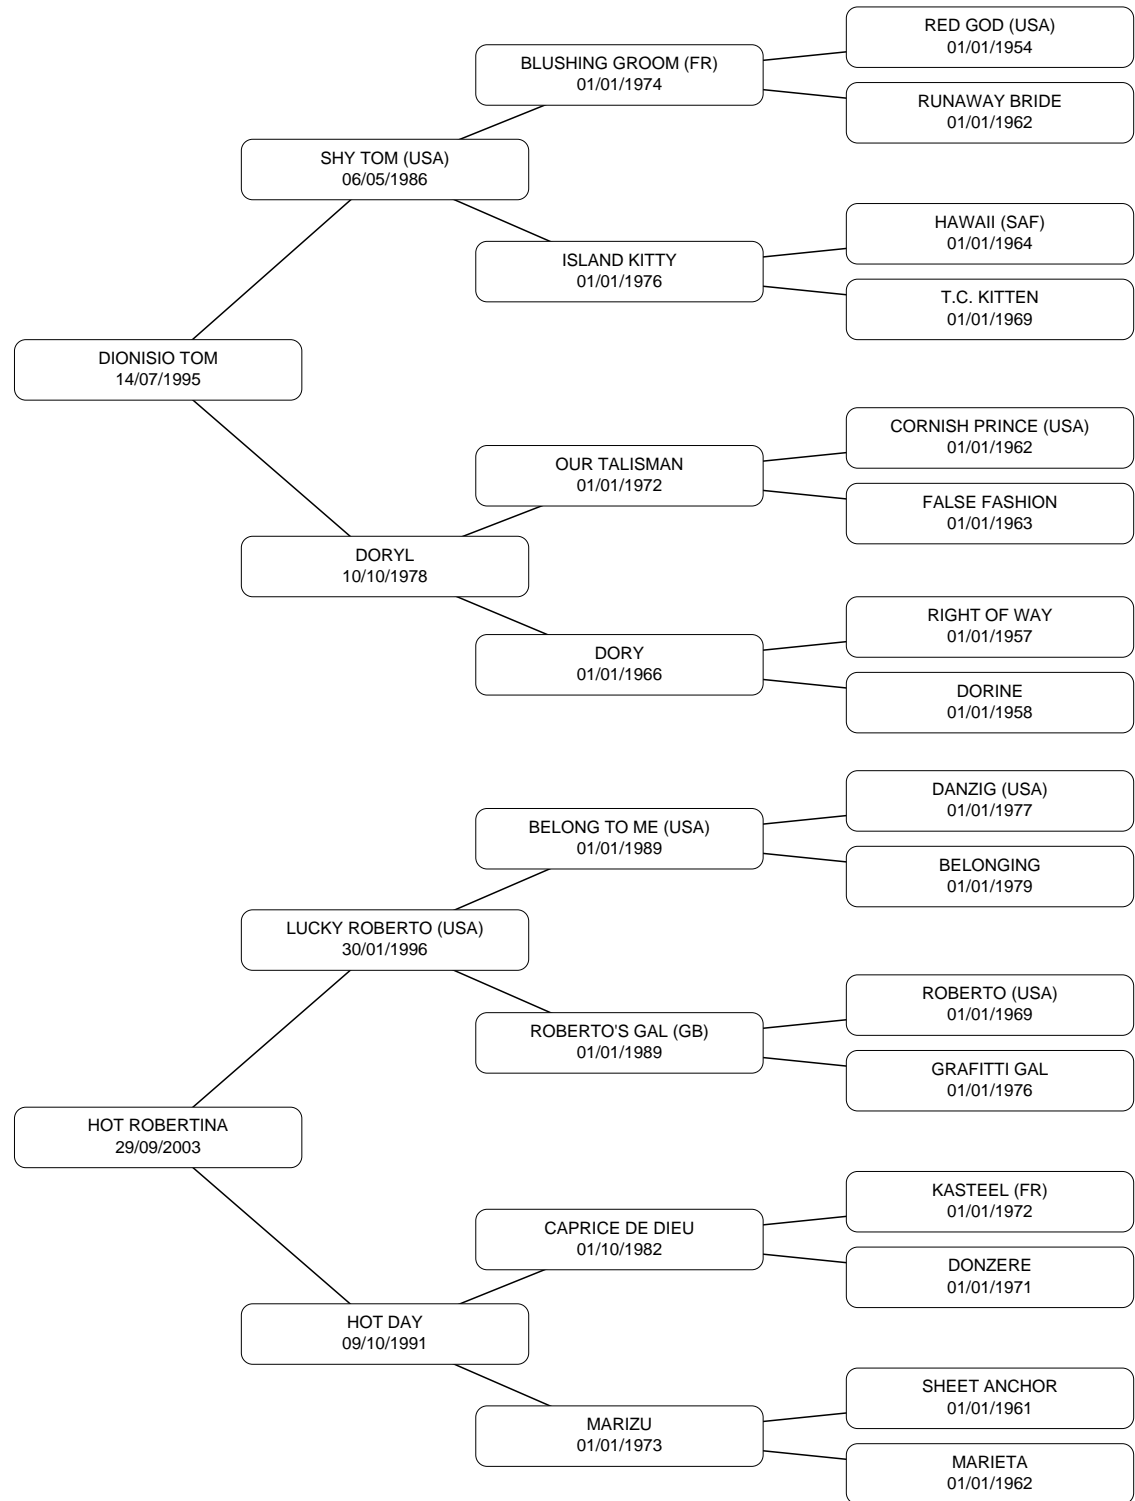 RED GOD (USA)
01/01/1954
BLUSHING GROOM (FR)
01/01/1974
RUNAWAY BRIDE
01/01/1962
SHY TOM (USA)
06/05/1986
HAWAII (SAF)
01/01/1964
ISLAND KITTY
01/01/1976
T.C. KITTEN
01/01/1969
DIONISIO TOM
14/07/1995
CORNISH PRINCE (USA)
01/01/1962
OUR TALISMAN
01/01/1972
FALSE FASHION
01/01/1963
DORYL
10/10/1978
RIGHT OF WAY
01/01/1957
DORY
01/01/1966
DORINE
01/01/1958
DANZIG (USA)
01/01/1977
BELONG TO ME (USA)
01/01/1989
BELONGING
01/01/1979
LUCKY ROBERTO (USA)
30/01/1996
ROBERTO (USA)
01/01/1969
ROBERTO'S GAL (GB)
01/01/1989
GRAFITTI GAL
01/01/1976
HOT ROBERTINA
29/09/2003
KASTEEL (FR)
01/01/1972
CAPRICE DE DIEU
01/10/1982
DONZERE
01/01/1971
HOT DAY
09/10/1991
SHEET ANCHOR
01/01/1961
MARIZU
01/01/1973
MARIETA
01/01/1962